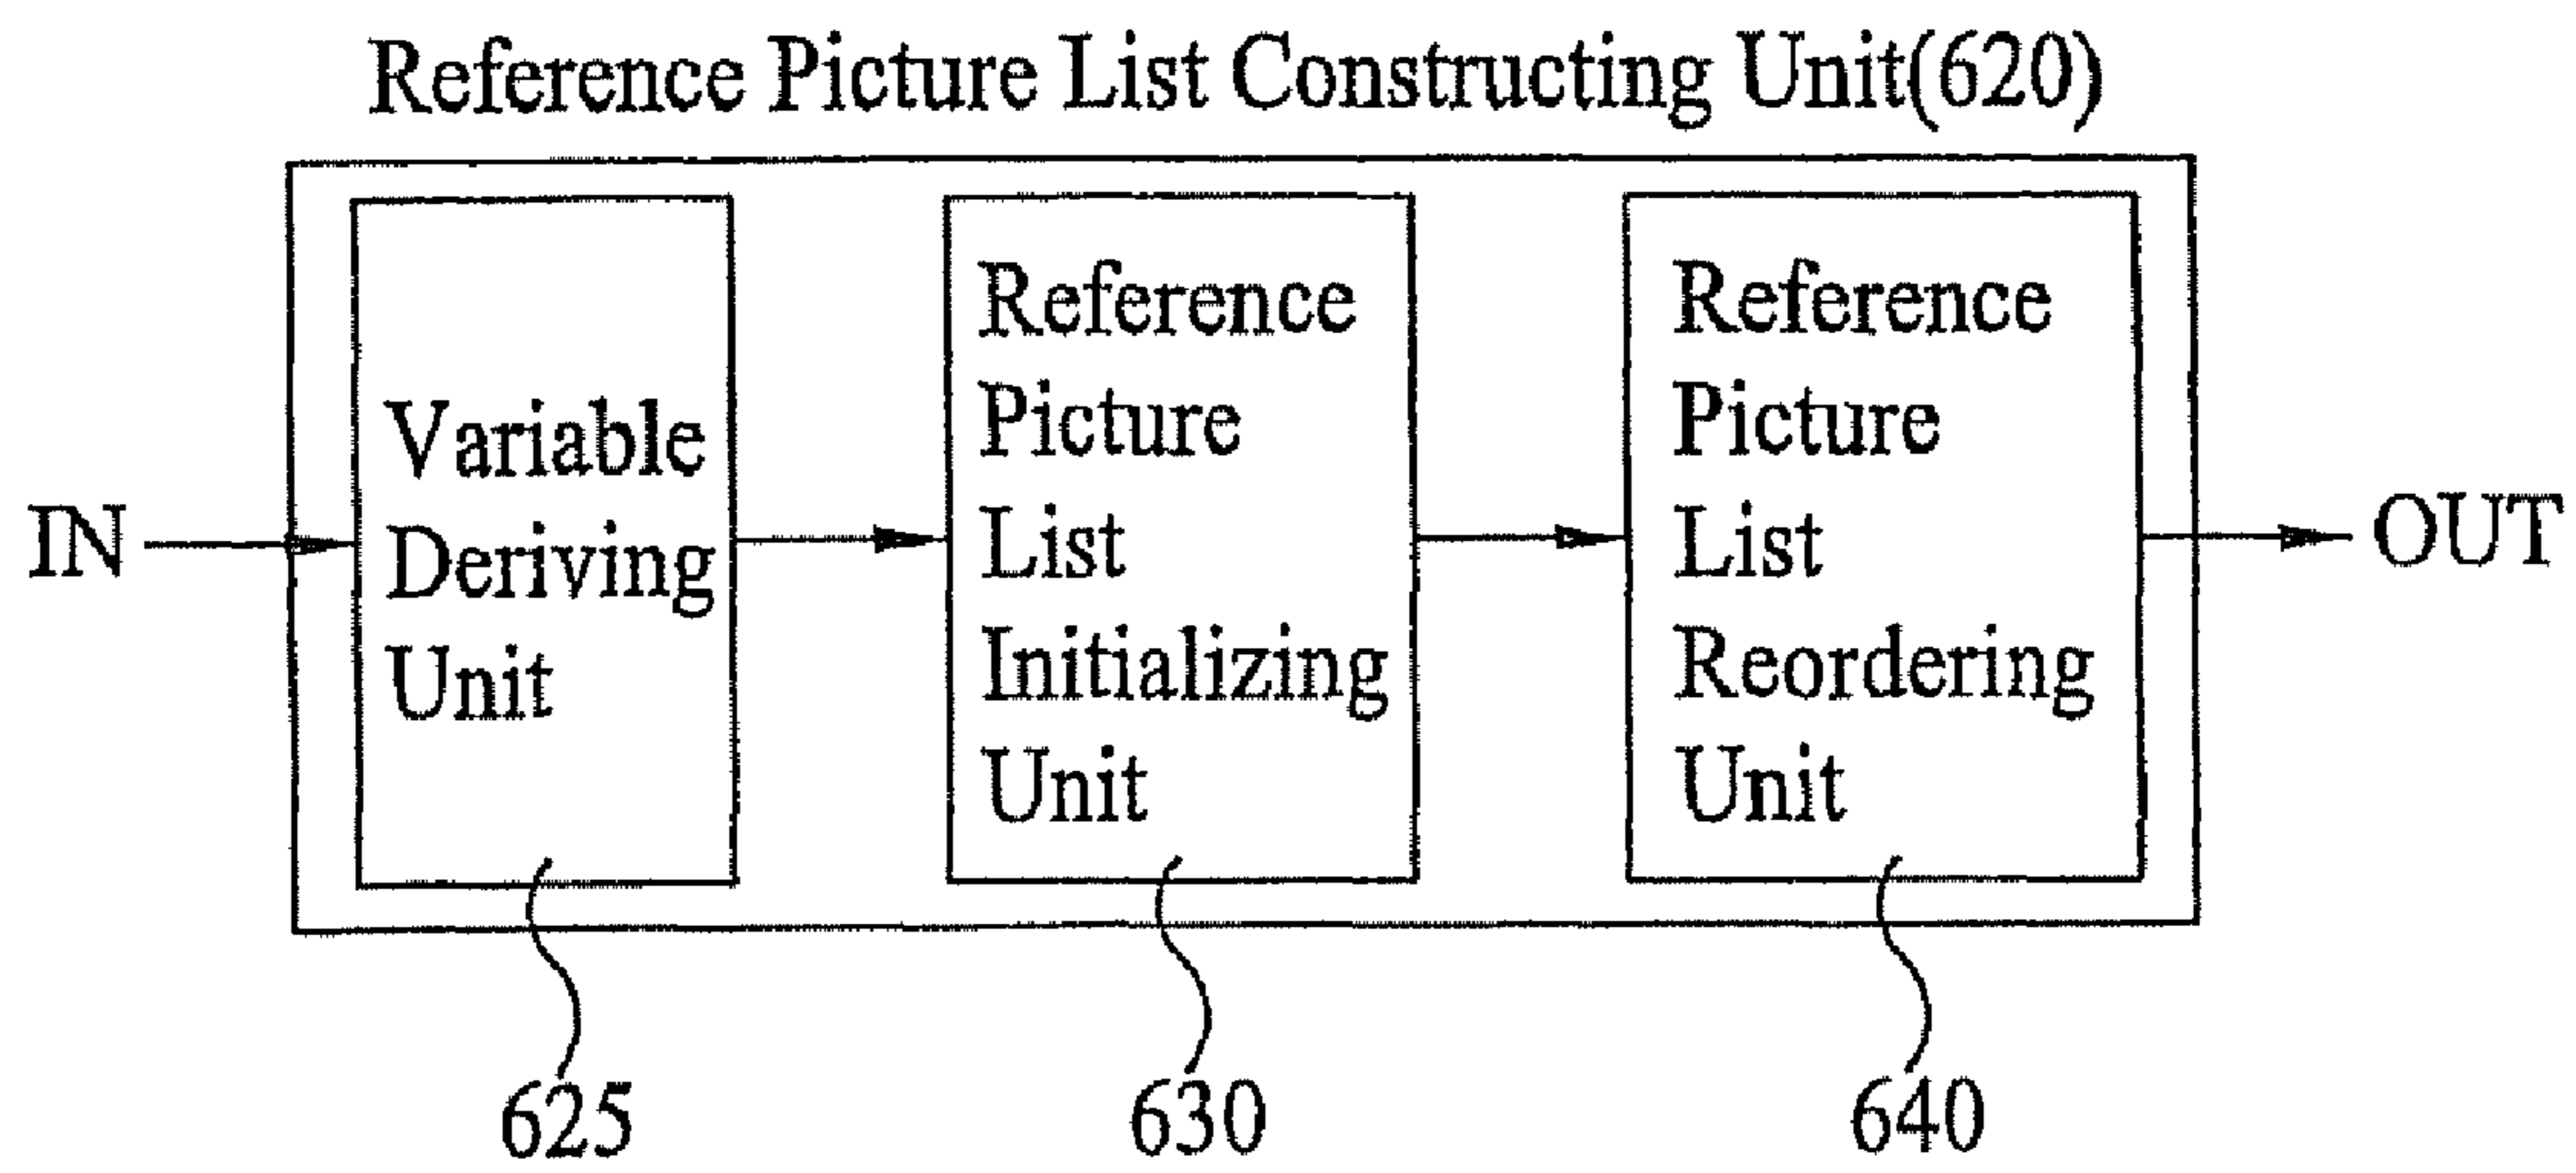 Reference Picture List Constructing Unit(620)
IN
Variable
Deriving
Unit
Reference
Picture
List
Initializing
Unit
Reference
Picture
List
Reordering
Unit
OUT
625
630
640